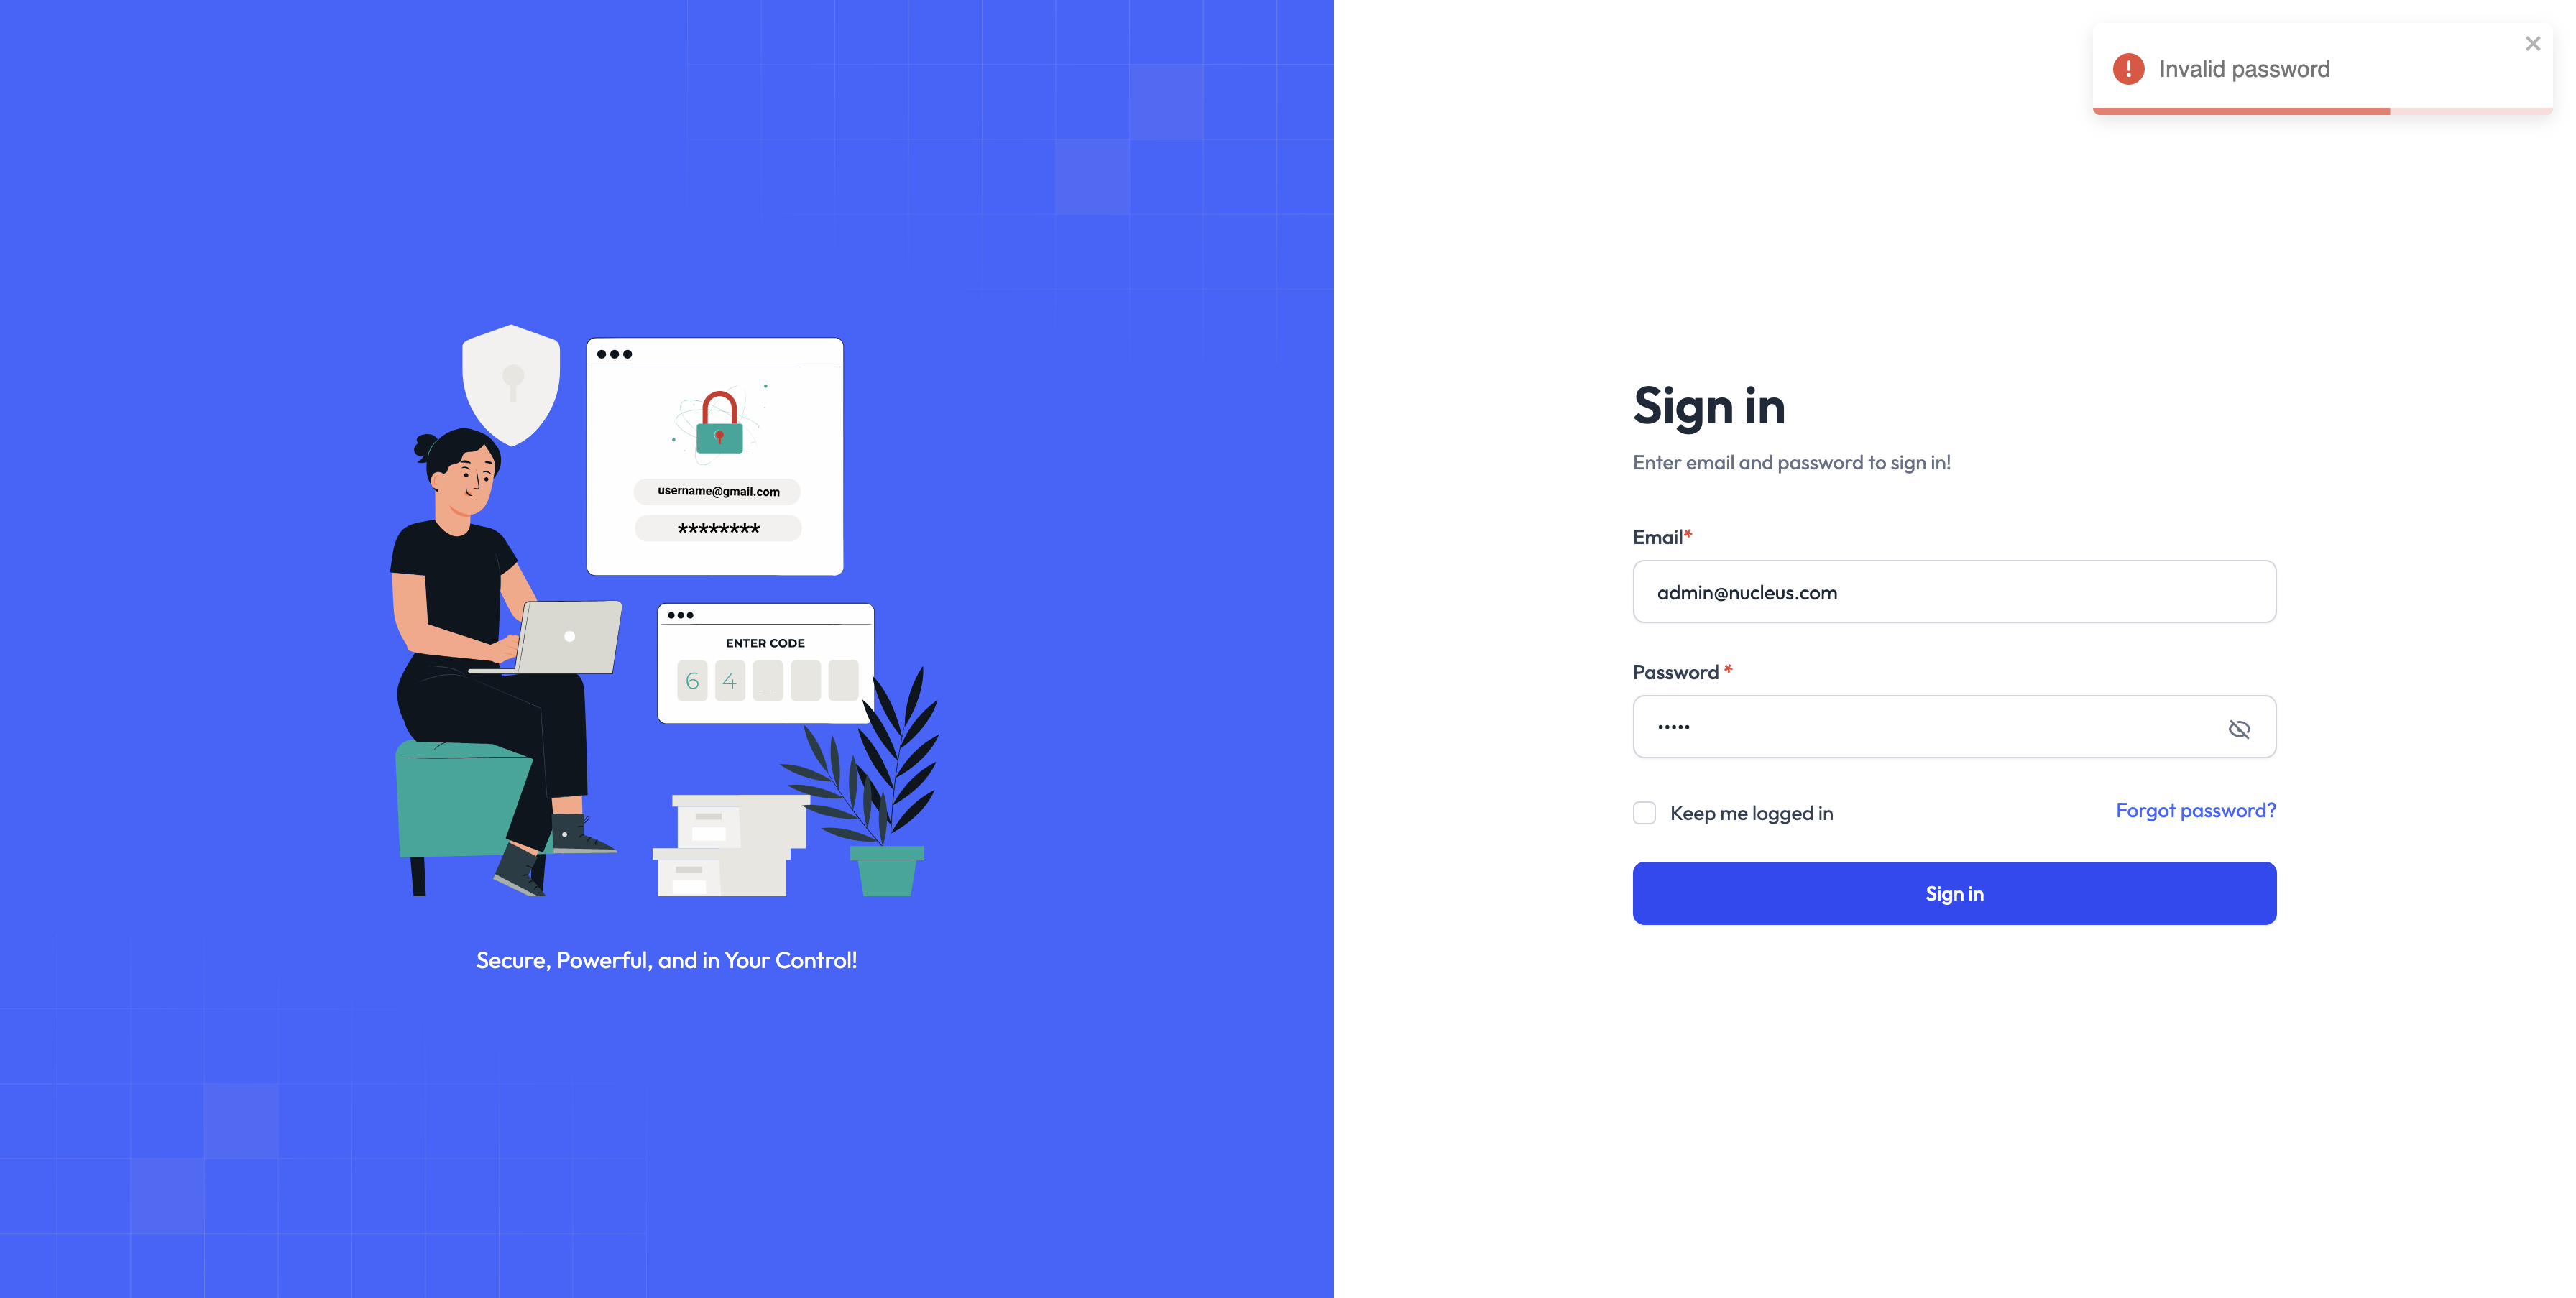 username@gmail.com
********
ENTER CODE
6 4 _
Secure, Powerful, and in Your Control!
Invalid password
Sign in
Enter email and password to sign in!
Email*
admin@nucleus.com
Password *
•••••
Keep me logged in
Forgot password?
Sign in